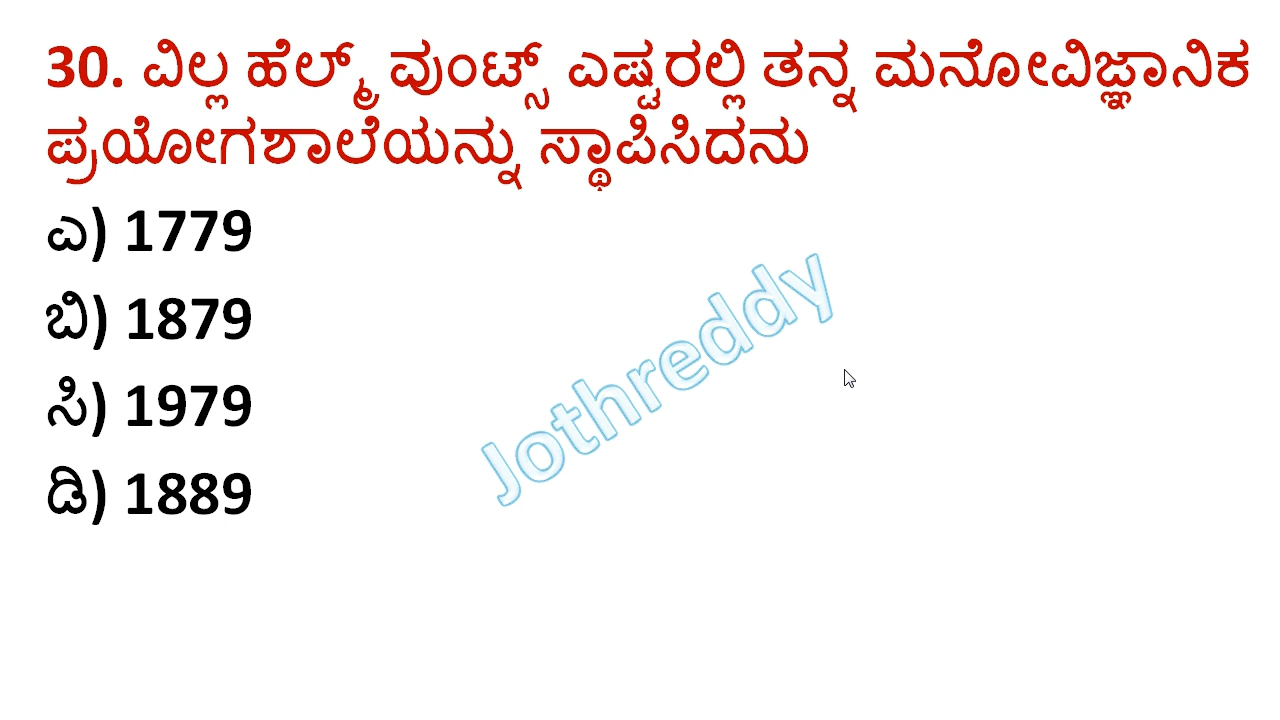 30. ವಿಲ್ಲ ಹೆಲ್ಮ್ರ್ ವುಂಟ್ಸ್ ಎಷ್ಟರಲ್ಲಿ ತನ್ನ ಮನೋವಿಜ್ಞಾನಿಕ
ಪ್ರಯೋಗಶಾಲೆಯನ್ನು ಸ್ಥಾಪಿಸಿದನು
ಎ) 1779
ಬಿ) 1879
ಸಿ) 1979
ಡಿ) 1889
Jothreddy